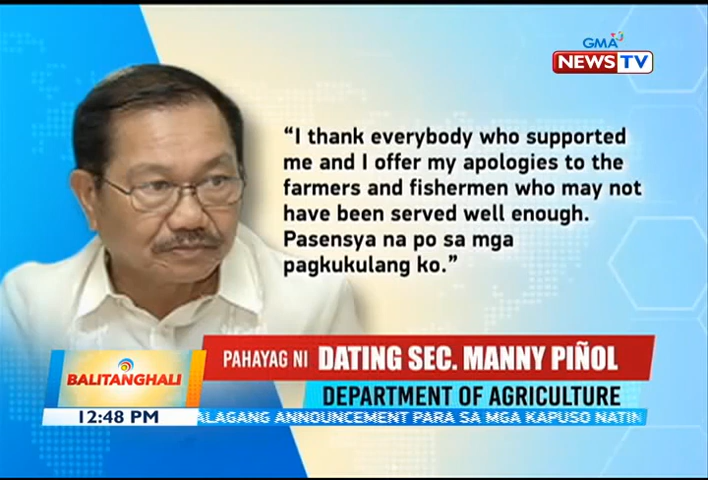 GMA
NEWS TV
“I thank everybody who supported
me and I offer my apologies to the
farmers and fishermen who may not
have been served well enough.
Pasensya na po sa mga
pagkukulang ko.”
PAHAYAG NI DATING SEC. MANNY PIÑOL
DEPARTMENT OF AGRICULTURE
BALITANGHALI
12:48 PM
ALAGANG ANNOUNCEMENT PARA SA MGA KAPUSO NATIN